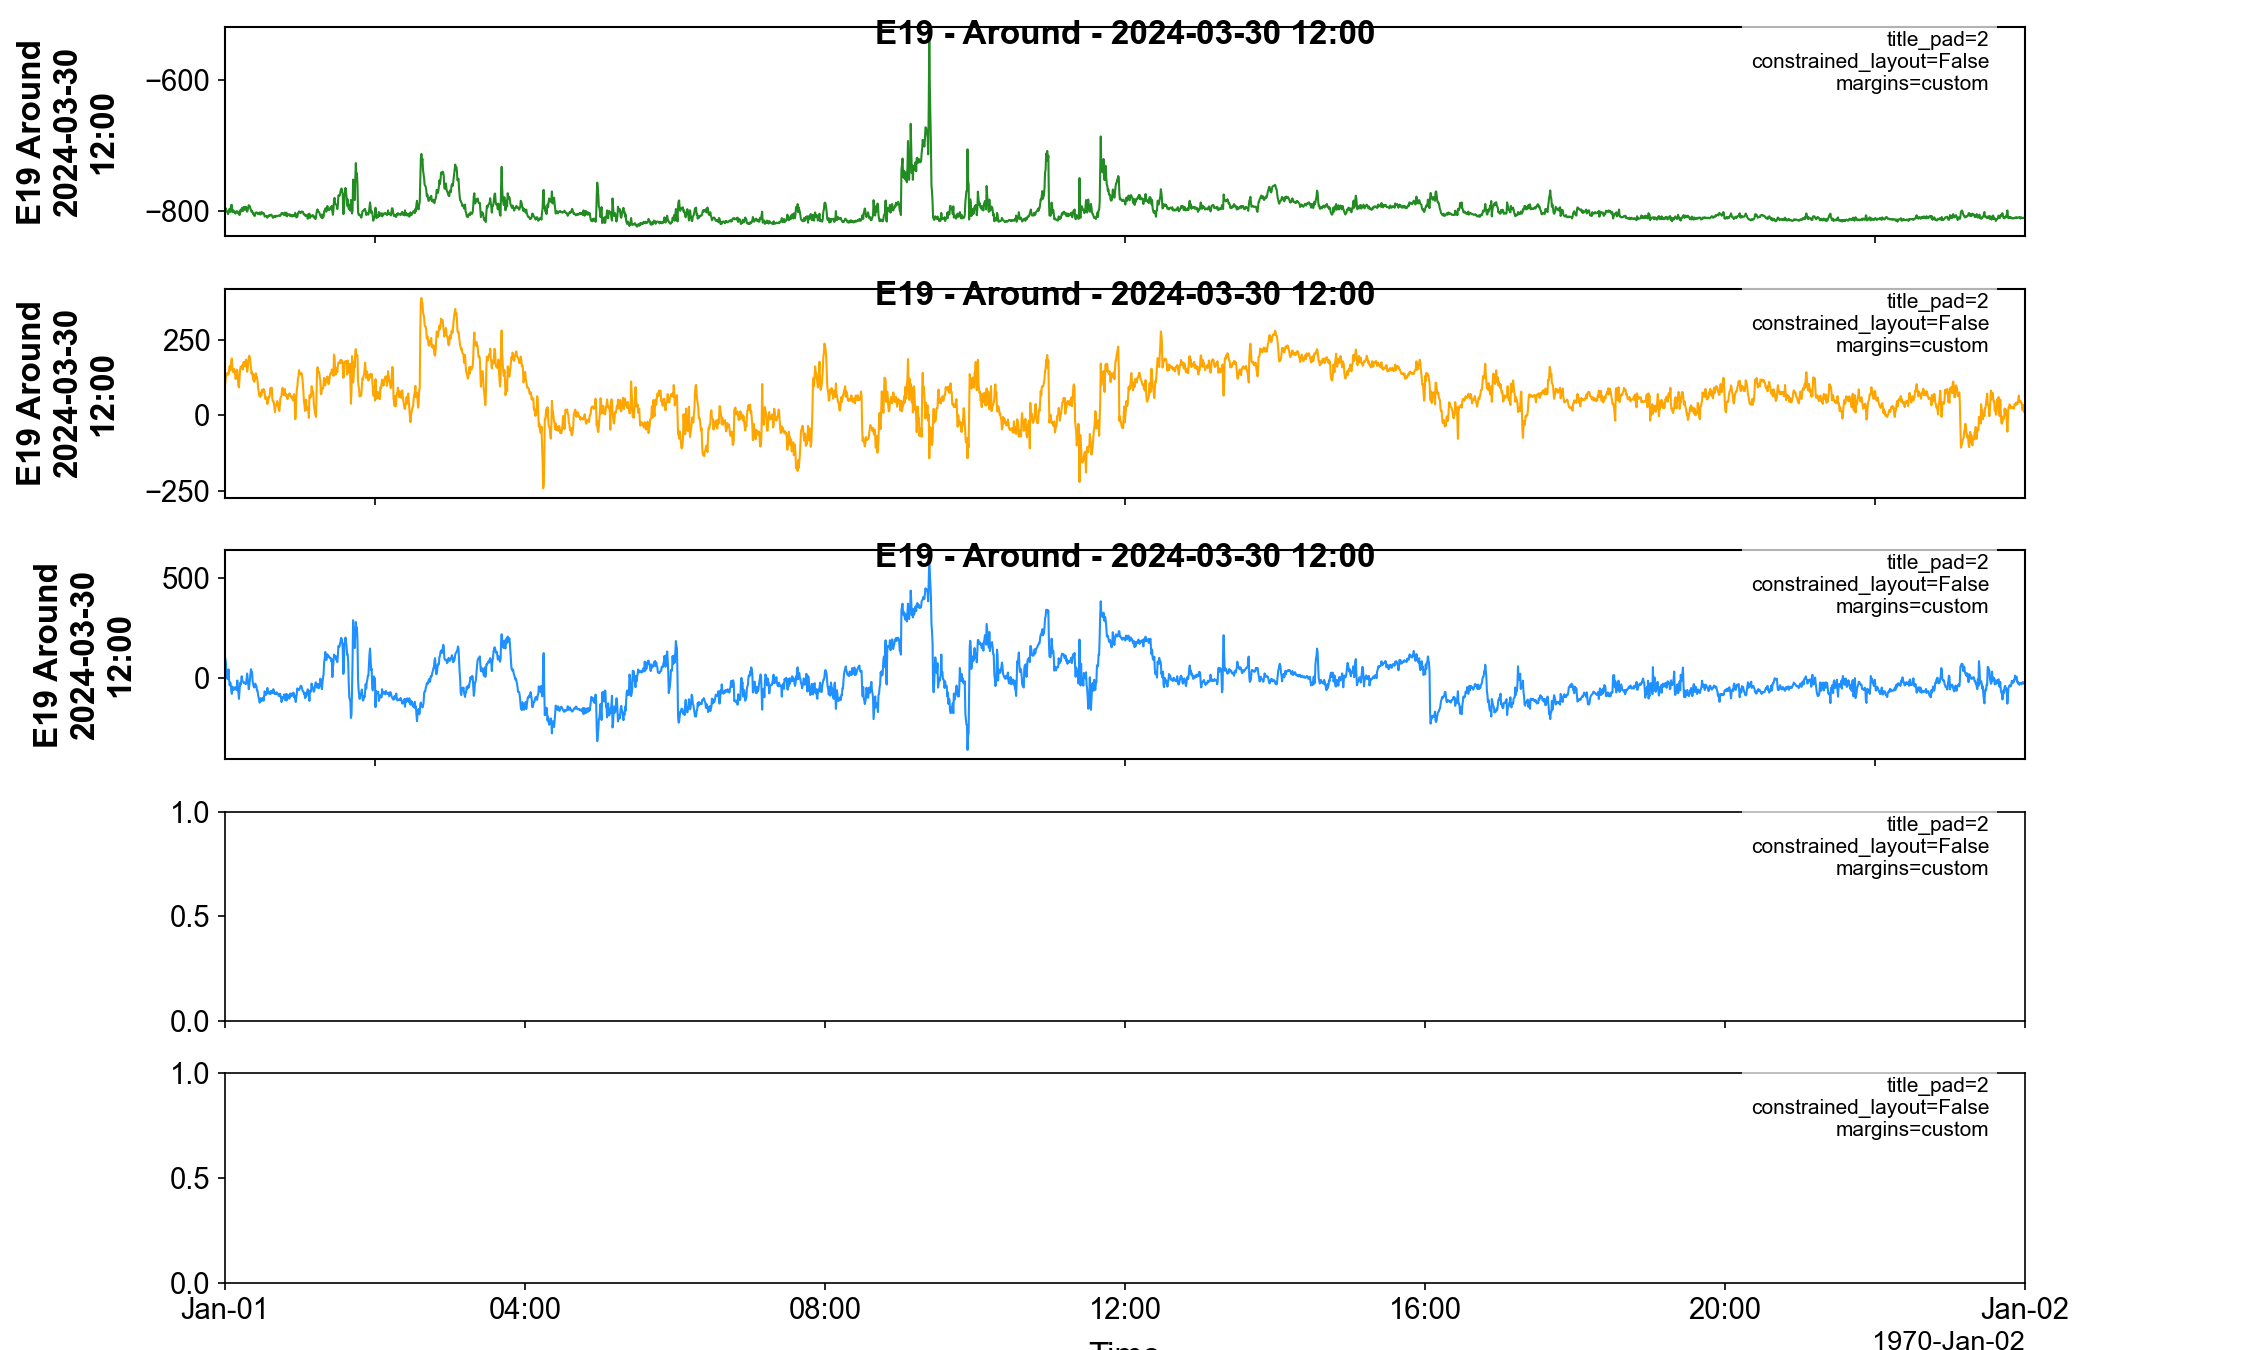 E19 - Around - 2024-03-30 12:00
title_pad=2
constrained_layout=False
margins=custom
E19 Around
2024-03-30
12:00
−600
−800
E19 - Around - 2024-03-30 12:00
title_pad=2
constrained_layout=False
margins=custom
E19 Around
2024-03-30
12:00
250
0
−250
E19 - Around - 2024-03-30 12:00
title_pad=2
constrained_layout=False
margins=custom
E19 Around
2024-03-30
12:00
500
0
1.0
0.5
0.0
title_pad=2
constrained_layout=False
margins=custom
1.0
0.5
0.0
title_pad=2
constrained_layout=False
margins=custom
Jan-01 04:00 08:00 12:00 16:00 20:00 Jan-02
1970-Jan-02
Time